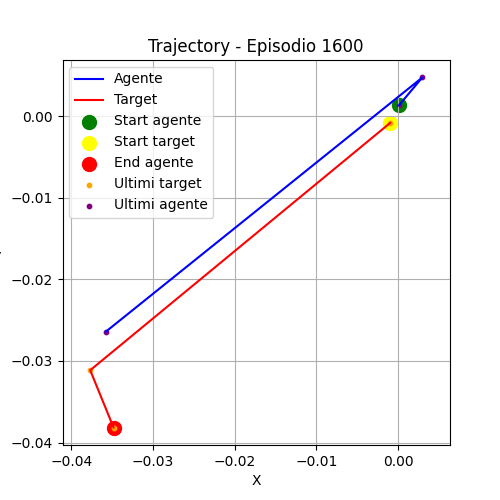 Trajectory - Episodio 1600
Agente
Target
Start agente
Start target
End agente
Ultimi target
Ultimi agente
0.00
−0.01
−0.02
−0.03
−0.04
−0.04
−0.03
−0.02
−0.01
0.00
X